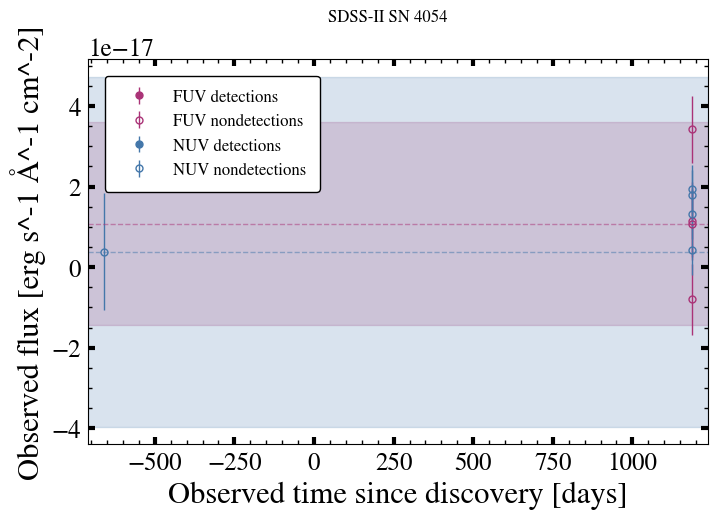 SDSS-II SN 4054
1e−17
FUV detections
FUV nondetections
NUV detections
NUV nondetections
4
2
0
−2
−4
Observed flux [erg s^-1 Å^-1 cm^-2]
−500 −250 0 250 500 750 1000
Observed time since discovery [days]